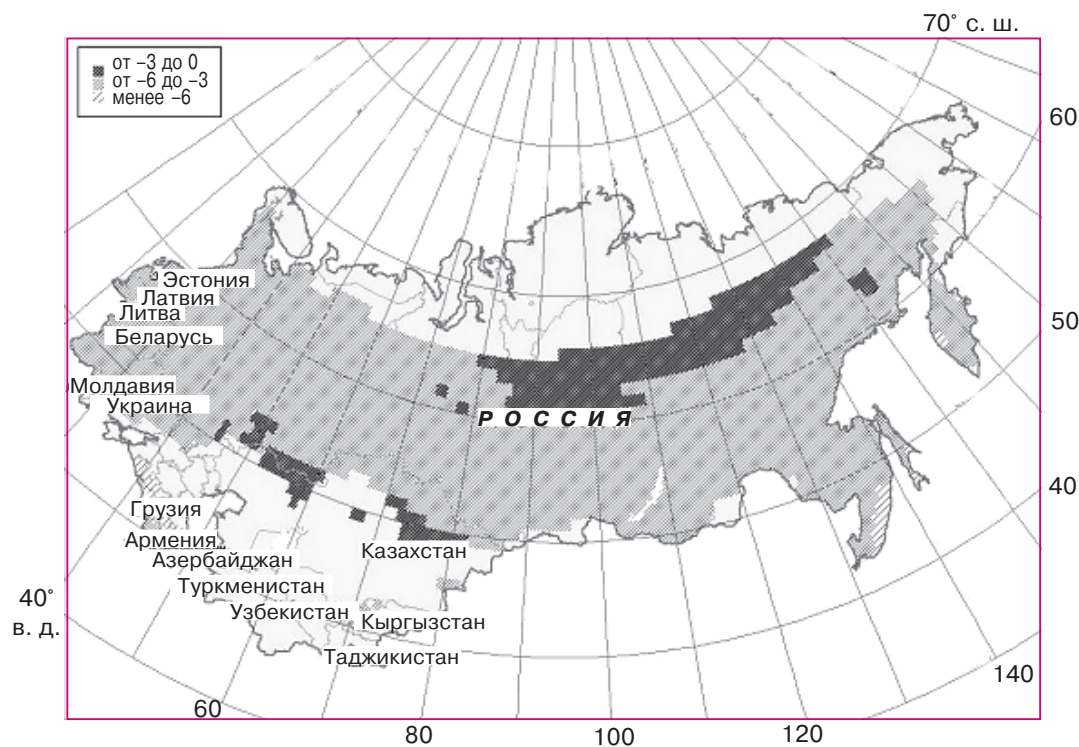 70° с. ш.
от −3 до 0
от −6 до −3
менее −6
60
Эстония
Латвия
Литва
Беларусь
50
Молдавия
Украина
РОССИЯ
40
Грузия
Армения
Азербайджан
Казахстан
Туркменистан
40°
в. д.
Узбекистан
Кыргызстан
Таджикистан
140
60
80
100
120